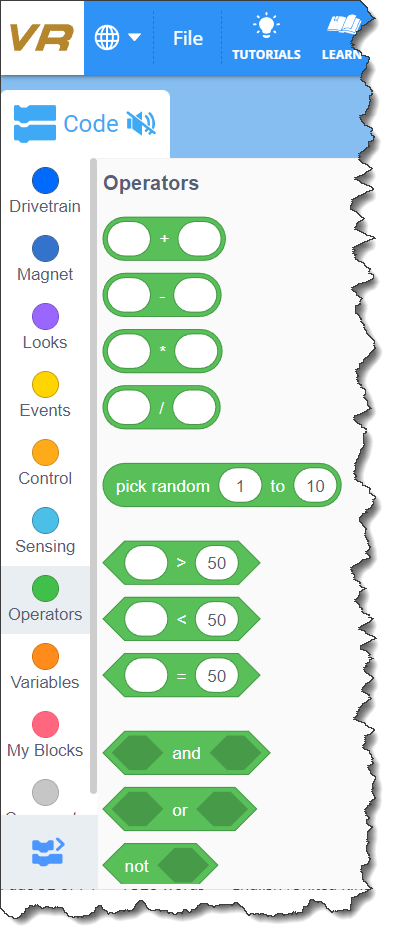 VR
File
TUTORIALS
LEARN
Code
Operators
Drivetrain
Magnet
Looks
Events
Control
Sensing
Operators
Variables
My Blocks
+
-
*
/
pick random 1 to 10
> 50
< 50
= 50
and
or
not